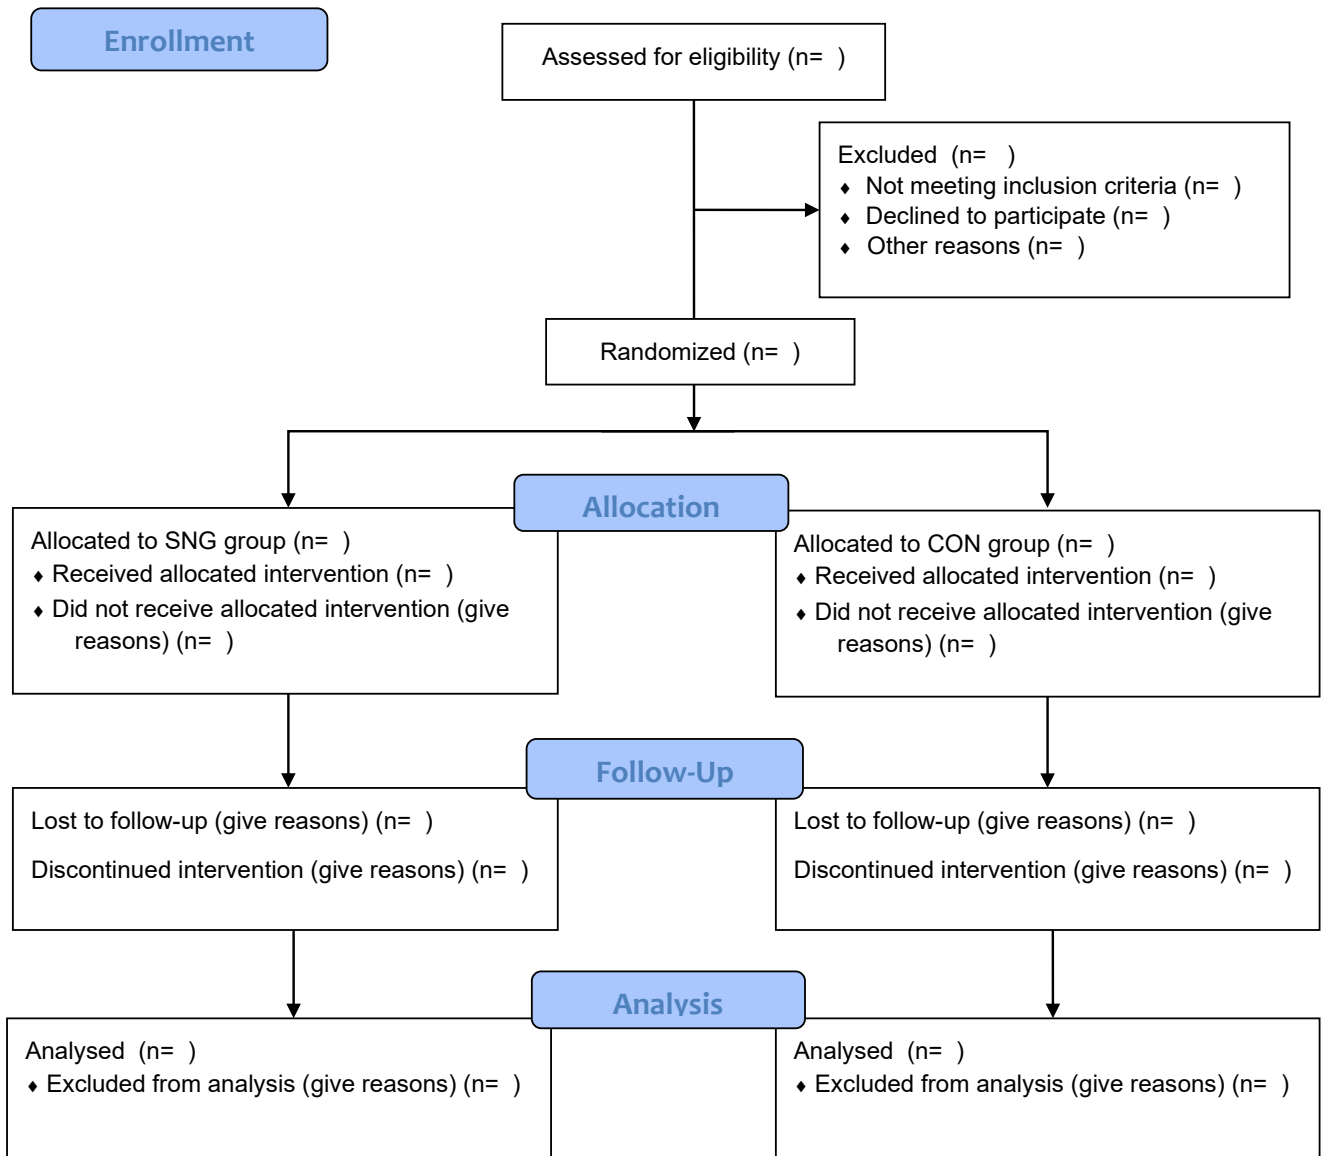 Enrollment
Assessed for eligibility (n=  )
Excluded  (n=   )
♦ Not meeting inclusion criteria (n=  )
♦ Declined to participate (n=  )
♦ Other reasons (n=  )
Randomized (n=  )
Allocation
Allocated to SNG group (n=  )
♦ Received allocated intervention (n=  )
♦ Did not receive allocated intervention (give
reasons) (n=  )
Allocated to CON group (n=  )
♦ Received allocated intervention (n=  )
♦ Did not receive allocated intervention (give
reasons) (n=  )
Follow-Up
Lost to follow-up (give reasons) (n=  )
Discontinued intervention (give reasons) (n=  )
Lost to follow-up (give reasons) (n=  )
Discontinued intervention (give reasons) (n=  )
Analysis
Analysed  (n=  )
♦ Excluded from analysis (give reasons) (n=  )
Analysed  (n=  )
♦ Excluded from analysis (give reasons) (n=  )